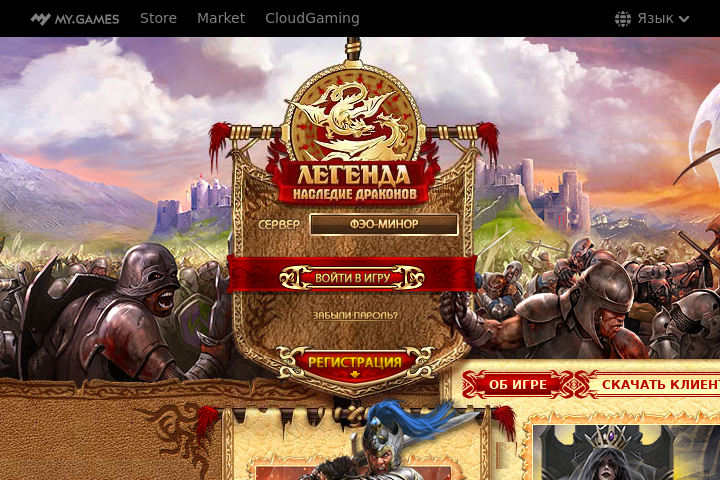 MY.GAMES Store Market CloudGaming Язык
ЛЕГЕНДА
НАСЛЕДИЕ ДРАКОНОВ
СЕРВЕР ФЭО-МИНОР
ВОЙТИ В ИГРУ
ЗАБЫЛИ ПАРОЛЬ?
РЕГИСТРАЦИЯ
ОБ ИГРЕ СКАЧАТЬ КЛИЕНТ